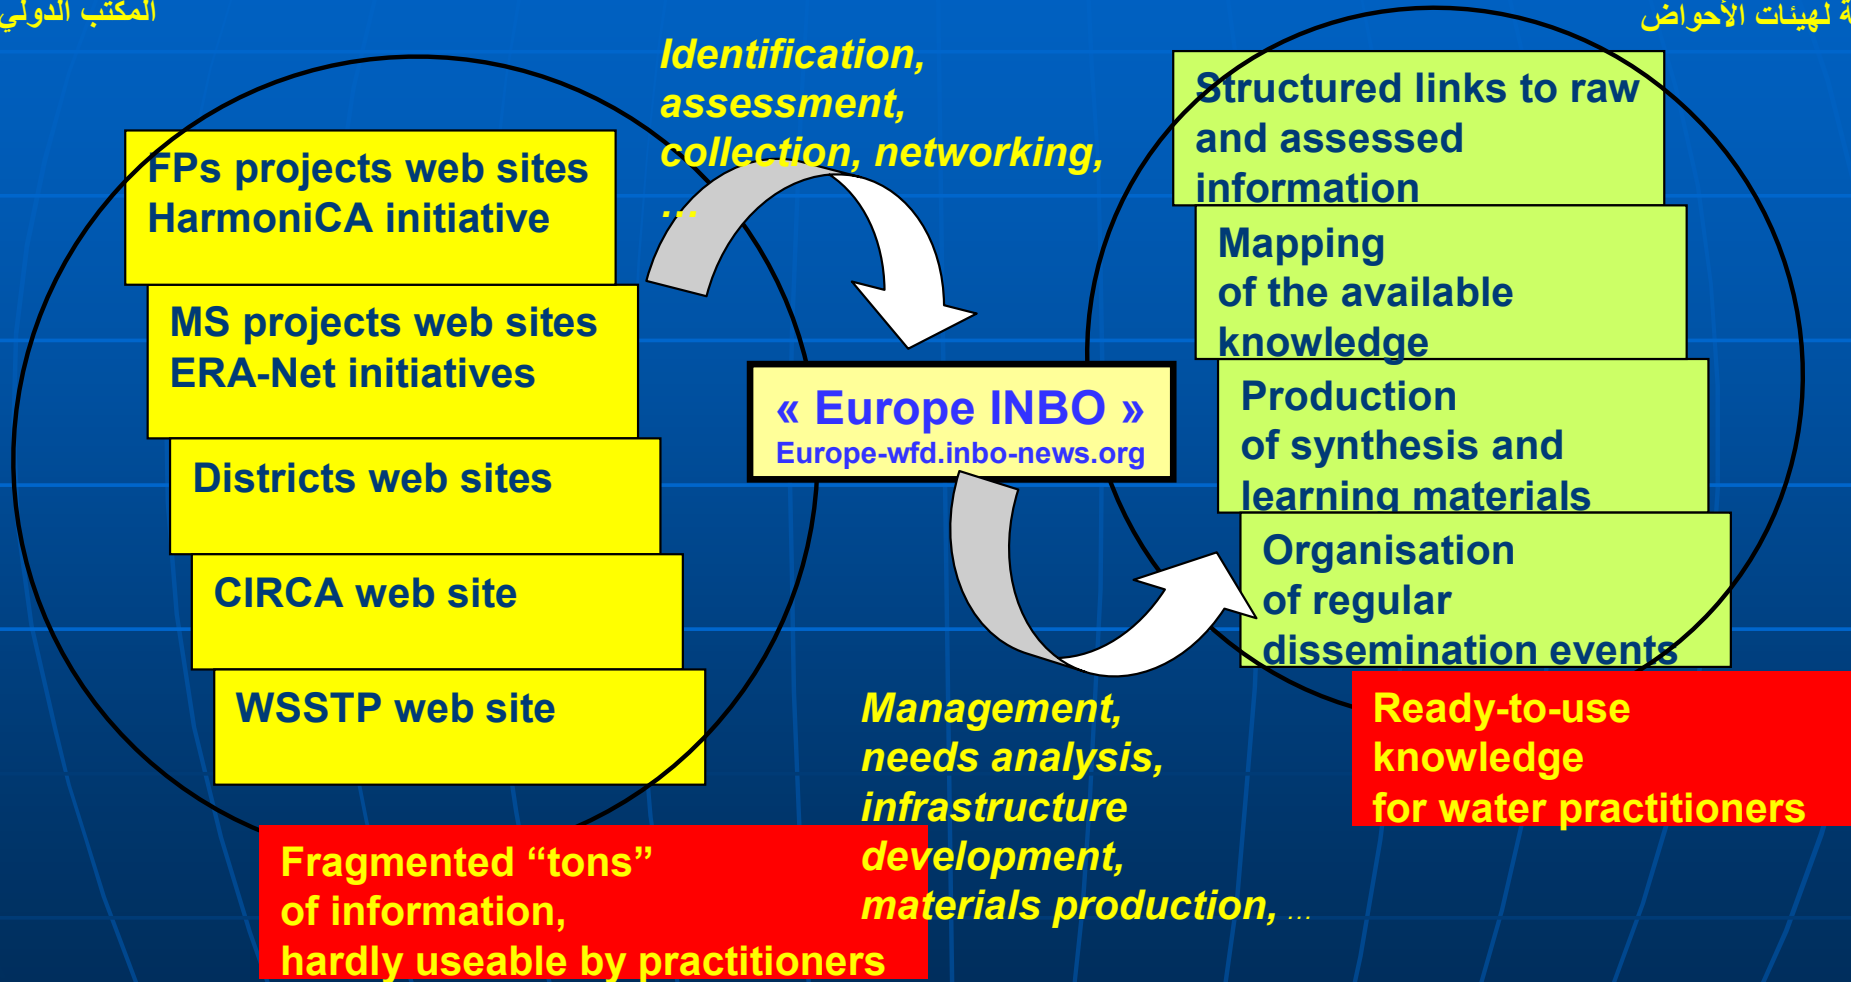 المكتب الدولي
لهيئات الأحواض
Identification,
assessment,
collection, networking,
…
FPs projects web sites
HarmoniCA initiative
MS projects web sites
ERA-Net initiatives
Districts web sites
CIRCA web site
WSSTP web site
Fragmented “tons”
of information,
hardly useable by practitioners
« Europe INBO »
Europe-wfd.inbo-news.org
Management,
needs analysis,
infrastructure
development,
materials production, …
Structured links to raw
and assessed
information
Mapping
of the available
knowledge
Production
of synthesis and
learning materials
Organisation
of regular
dissemination events
Ready-to-use
knowledge
for water practitioners